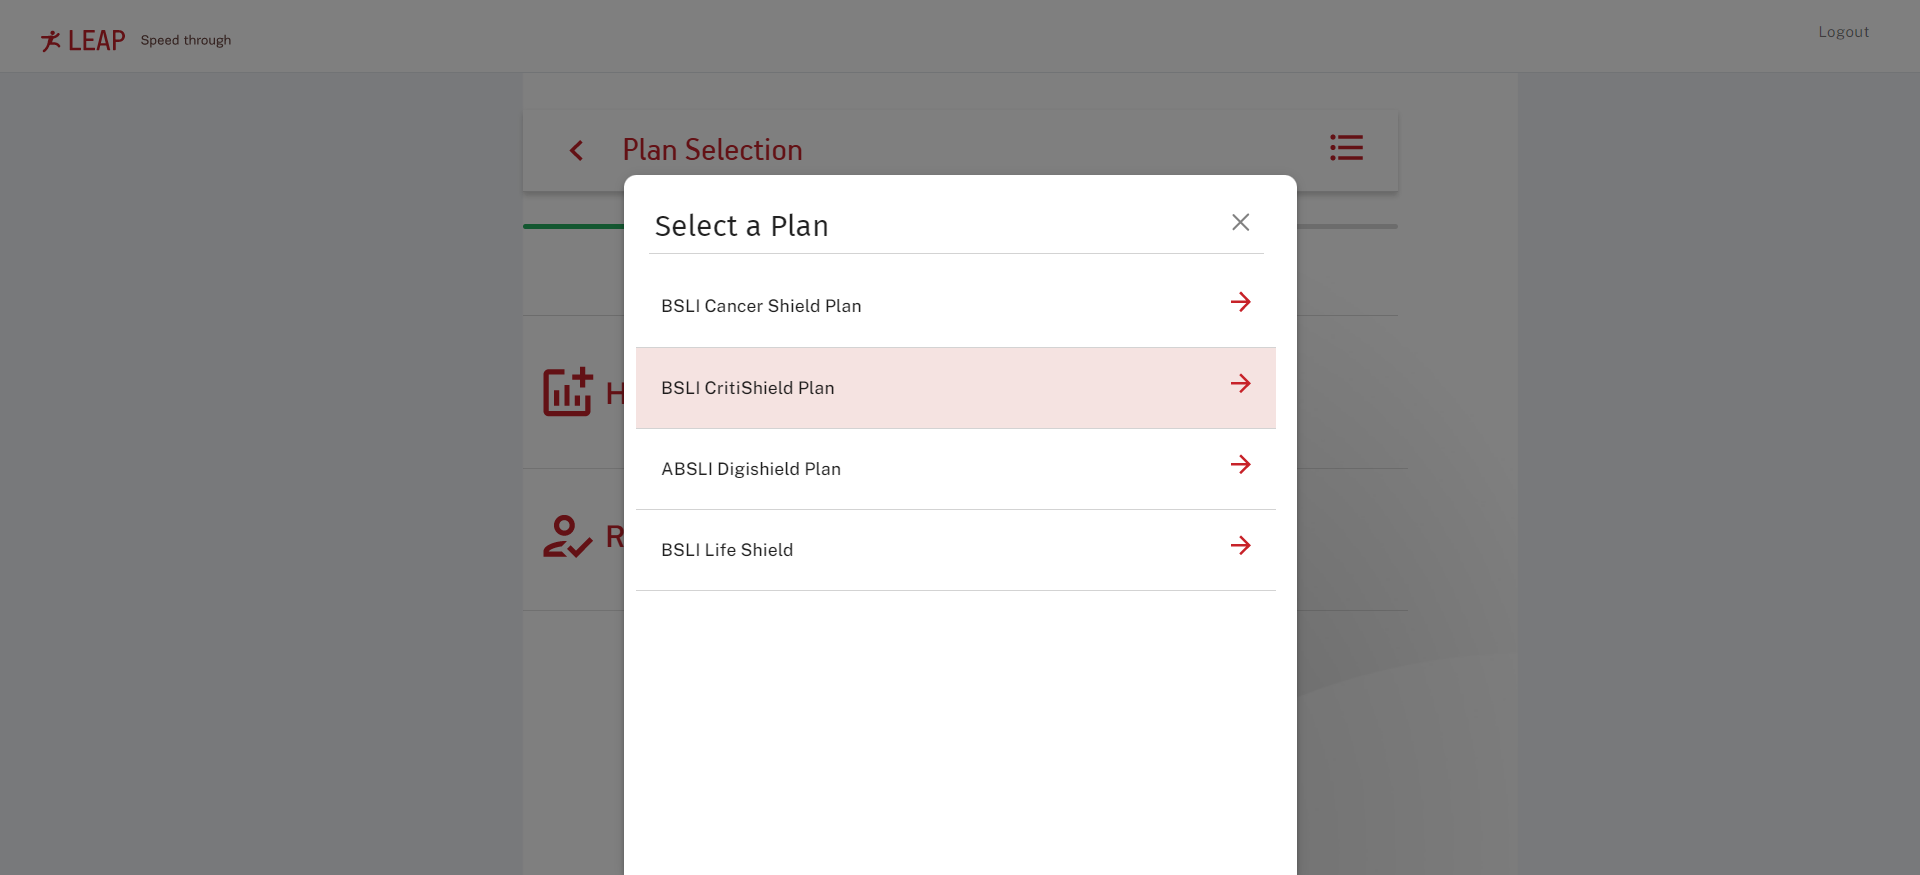 LEAP Speed through
Logout
Plan Selection
Select a Plan
BSLI Cancer Shield Plan
BSLI CritiShield Plan
ABSLI Digishield Plan
BSLI Life Shield